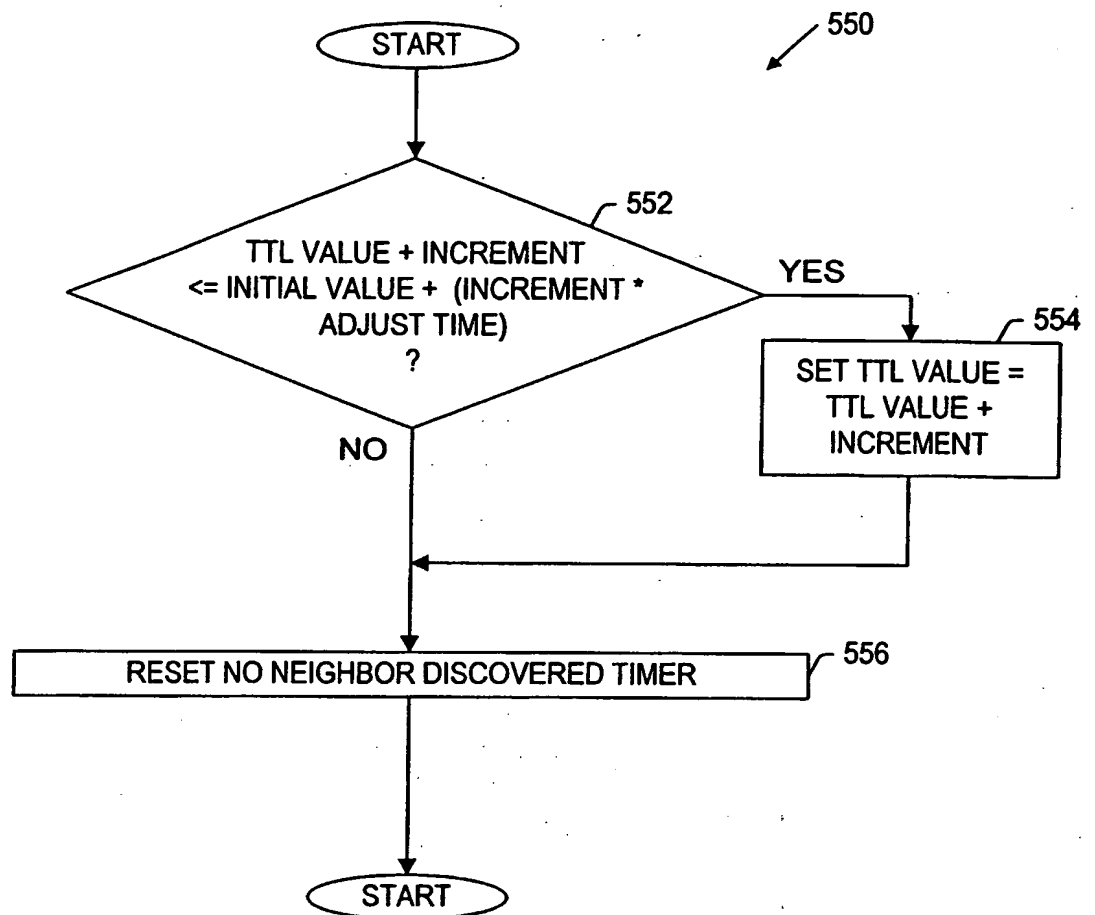 START
550
552
TTL VALUE + INCREMENT
<= INITIAL VALUE + (INCREMENT *
ADJUST TIME)
?
YES
554
SET TTL VALUE =
TTL VALUE +
INCREMENT
NO
556
RESET NO NEIGHBOR DISCOVERED TIMER
START